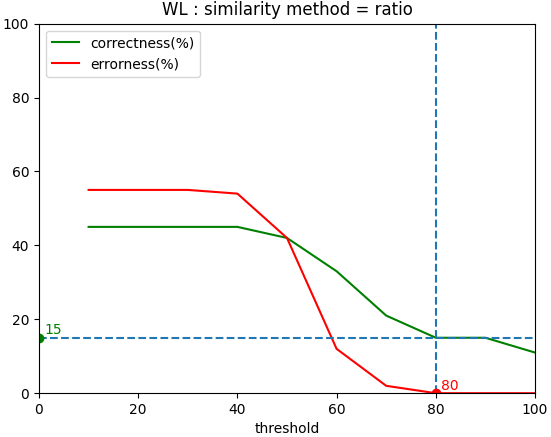 WL : similarity method = ratio
correctness(%)
errorness(%)
100
80
60
40
20
0
15
80
0 20 40 60 80 100
threshold